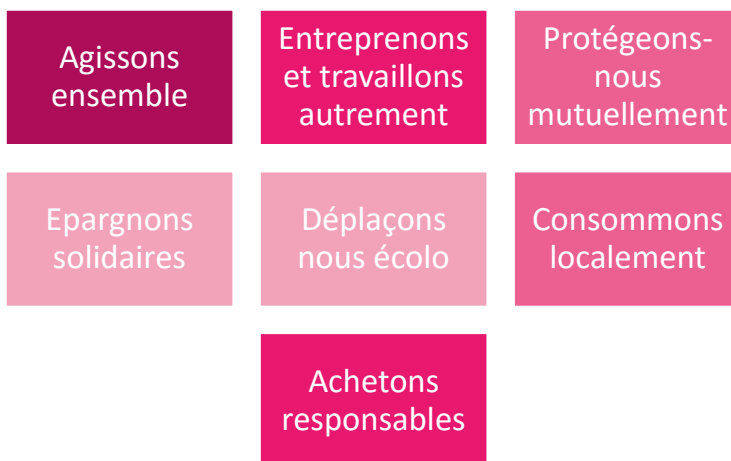 Agissons
ensemble
Entreprenons
et travaillons
autrement
Protégeons-
nous
mutuellement
Epargnons
solidaires
Déplaçons
nous écolo
Consommons
localement
Achetons
responsables